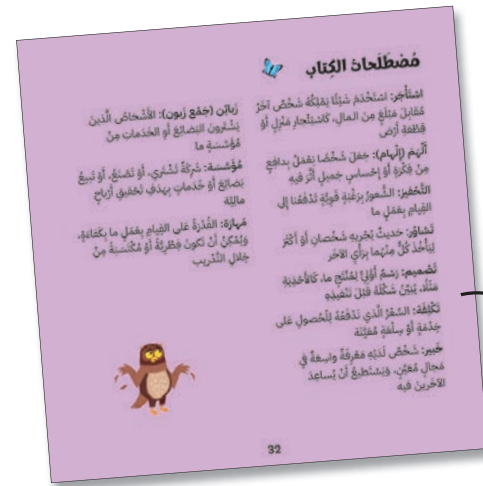 مُصْطَلَحاتُ الكِتابِ
اسْتَأْجَر: اسْتَخْدَمَ شَيْئًا يَمْلِكُهُ شَخْصٌ آخَرُ
مُقابِلَ مَبْلَغٍ مِنَ المالِ، كَاسْتِئْجارِ مَنْزِلٍ أَوْ
قِطْعَةِ أَرْضٍ
أَلْهَمَ (إِلْهام): جَعَلَ شَخْصًا يَعْمَلُ بِدافِعٍ
مِنْ فِكْرَةٍ أَوْ إِحْساسٍ جَميلٍ أَثَّرَ فيهِ
التَّحْفيز: الشُّعورُ بِرَغْبَةٍ قَوِيَّةٍ تَدْفَعُنا إِلى
القِيامِ بِعَمَلٍ ما
تَشاوُر: حَديثٌ يُجْريهِ شَخْصانِ أَوْ أَكْثَرُ
لِيَأْخُذَ كُلٌّ مِنْهُما بِرَأْيِ الآخَرِ
تَصْميم: رَسْمٌ أَوَّلِيٌّ لِمُنْتَجٍ ما، كَالأَحْذِيَةِ
مَثَلًا، يُبَيِّنُ شَكْلَهُ قَبْلَ تَنْفيذِهِ
تَكْلِفَة: السِّعْرُ الَّذي نَدْفَعُهُ لِلْحُصولِ عَلى
خِدْمَةٍ أَوْ سِلْعَةٍ مُعَيَّنَة
خَبير: شَخْصٌ لَدَيْهِ مَعْرِفَةٌ واسِعَةٌ في
مَجالٍ مُعَيَّنٍ، وَيَسْتَطيعُ أَنْ يُساعِدَ
الآخَرينَ فيه
زَبائِن (جَمْعُ زَبون): الأَشْخاصُ الَّذينَ
يَشْتَرونَ البَضائِعَ أَوِ الخَدَماتِ مِنْ
مُؤَسَّسَةٍ ما
مُؤَسَّسَة: شَرِكَةٌ تَشْتَري، أَوْ تَصْنَعُ، أَوْ تَبيعُ
بَضائِعَ أَوْ خَدَماتٍ بِهَدَفِ تَحْقيقِ أَرْباحٍ
مالِيَّة
مَهارَة: القُدْرَةُ عَلى القِيامِ بِعَمَلٍ ما بِكَفاءَةٍ،
وَيُمْكِنُ أَنْ تَكونَ فِطْرِيَّةً أَوْ مُكْتَسَبَةً مِنْ
خِلالِ التَّدْريبِ
32